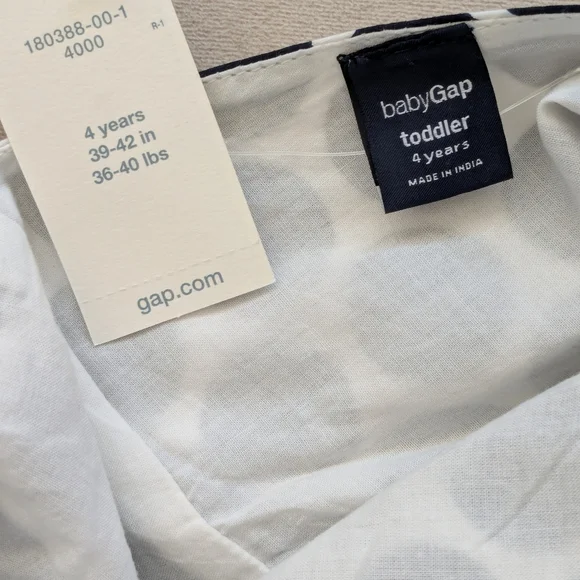 180388-00-1
R-1
4000
4 years
39-42 in
36-40 lbs
gap.com
babyGap
toddler
4 years
MADE IN INDIA